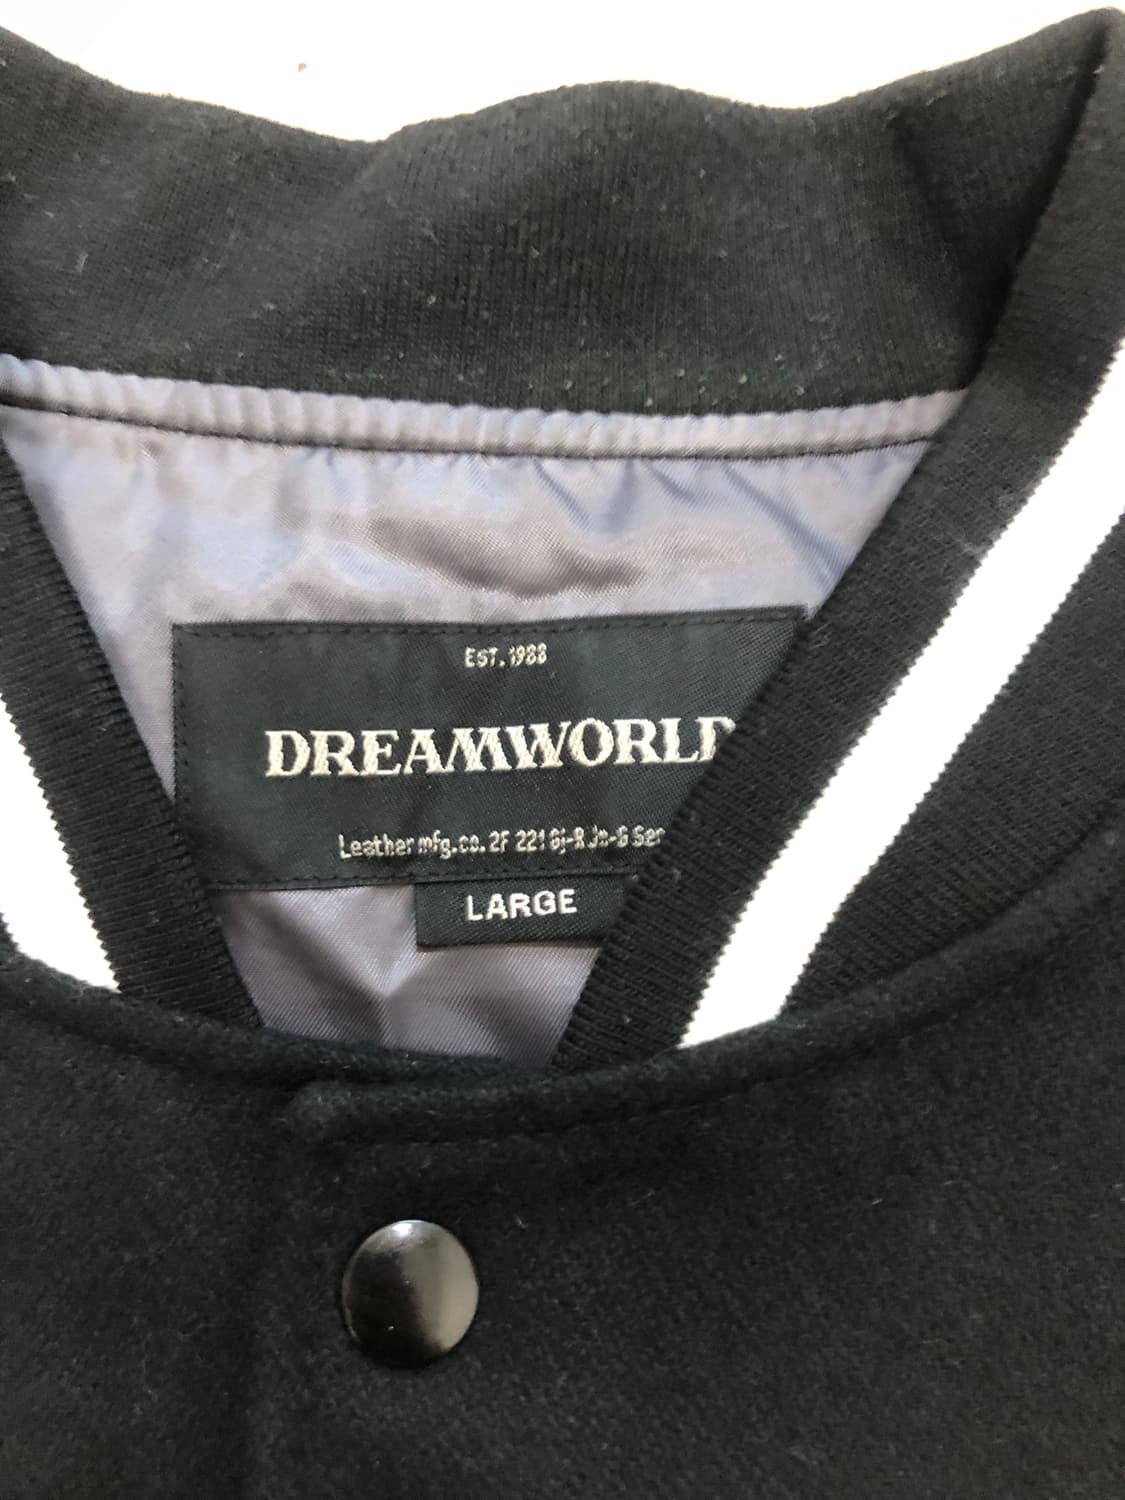 EST. 1988
DREAMWORLD
Leather mfg.co. 2F 221
LARGE